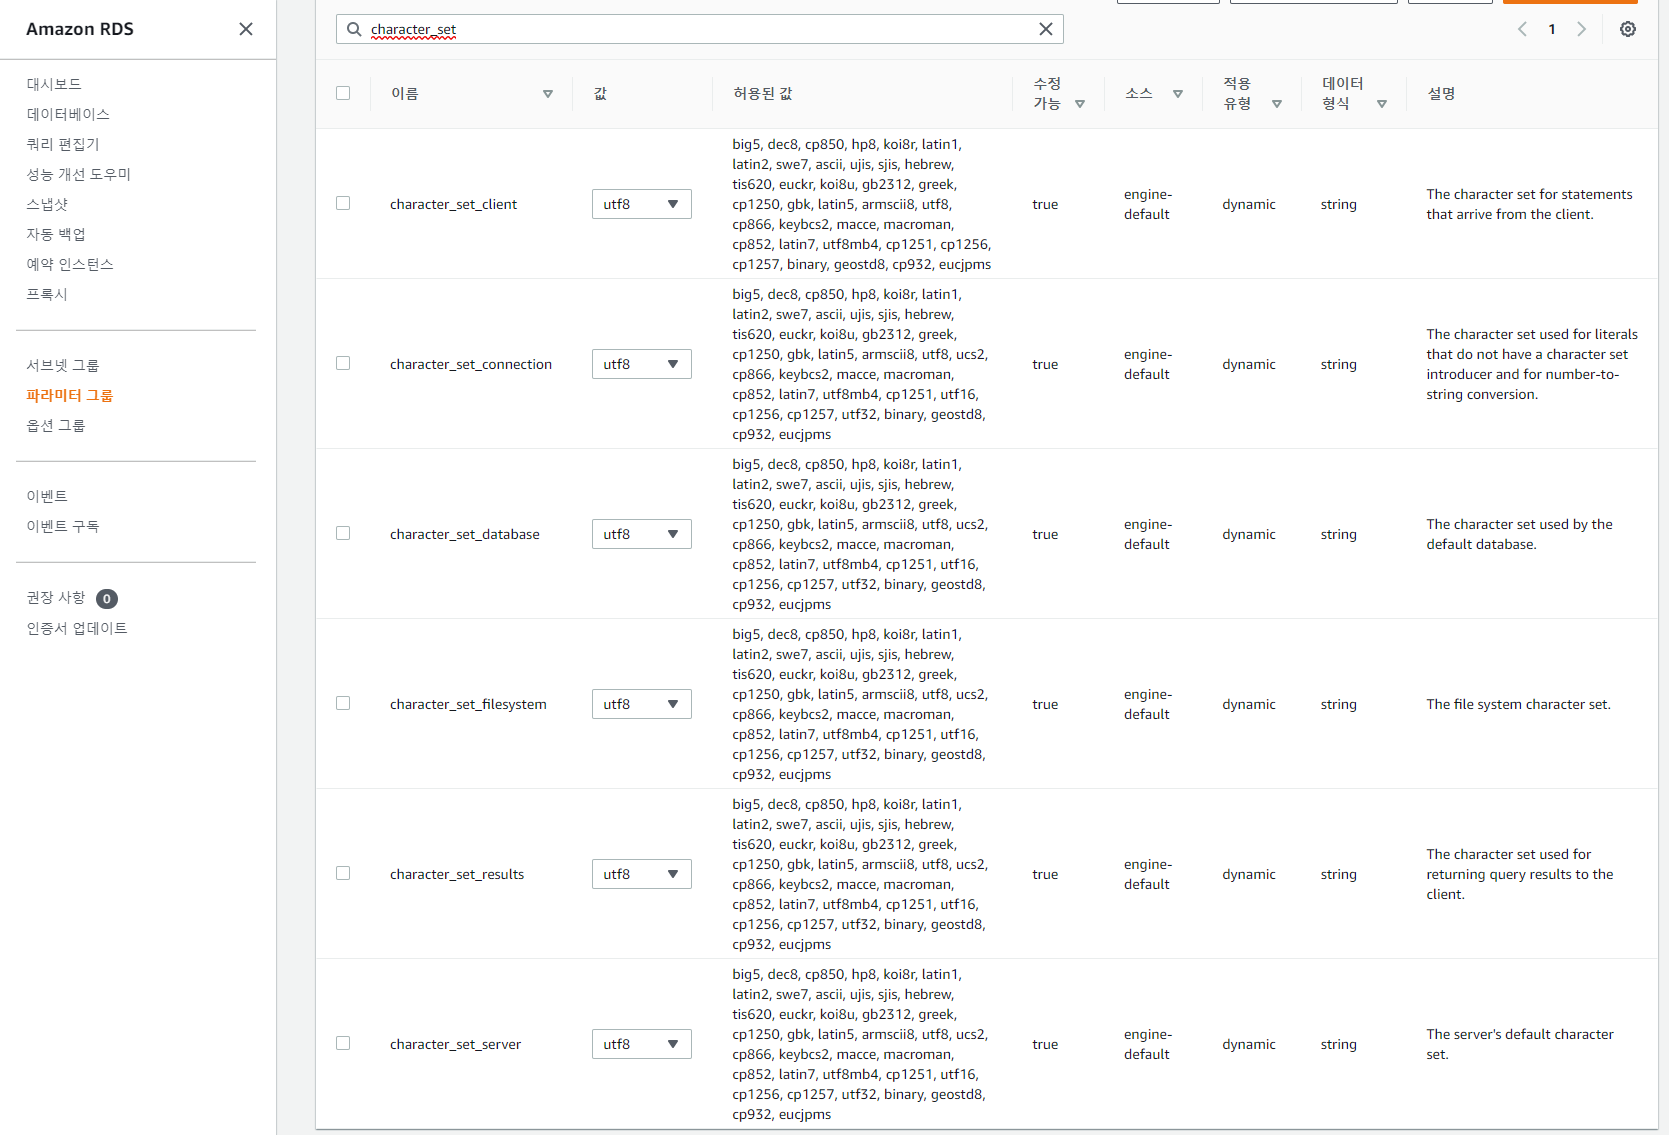 Amazon RDS
대시보드
데이터베이스
쿼리 편집기
성능 개선 도우미
스냅샷
자동 백업
예약 인스턴스
프록시
서브넷 그룹
파라미터 그룹
옵션 그룹
이벤트
이벤트 구독
권장 사항 0
인증서 업데이트
character_set
1
이름
값
허용된 값
수정
가능
소스
적용
유형
데이터
형식
설명
character_set_client
utf8
big5, dec8, cp850, hp8, koi8r, latin1,
latin2, swe7, ascii, ujis, sjis, hebrew,
tis620, euckr, koi8u, gb2312, greek,
cp1250, gbk, latin5, armscii8, utf8,
cp866, keybcs2, macce, macroman,
cp852, latin7, utf8mb4, cp1251, cp1256,
cp1257, binary, geostd8, cp932, eucjpms
true
engine-
default
dynamic
string
The character set for statements
that arrive from the client.
character_set_connection
utf8
big5, dec8, cp850, hp8, koi8r, latin1,
latin2, swe7, ascii, ujis, sjis, hebrew,
tis620, euckr, koi8u, gb2312, greek,
cp1250, gbk, latin5, armscii8, utf8, ucs2,
cp866, keybcs2, macce, macroman,
cp852, latin7, utf8mb4, cp1251, utf16,
cp1256, cp1257, utf32, binary, geostd8,
cp932, eucjpms
true
engine-
default
dynamic
string
The character set used for literals
that do not have a character set
introducer and for number-to-
string conversion.
character_set_database
utf8
big5, dec8, cp850, hp8, koi8r, latin1,
latin2, swe7, ascii, ujis, sjis, hebrew,
tis620, euckr, koi8u, gb2312, greek,
cp1250, gbk, latin5, armscii8, utf8, ucs2,
cp866, keybcs2, macce, macroman,
cp852, latin7, utf8mb4, cp1251, utf16,
cp1256, cp1257, utf32, binary, geostd8,
cp932, eucjpms
true
engine-
default
dynamic
string
The character set used by the
default database.
character_set_filesystem
utf8
big5, dec8, cp850, hp8, koi8r, latin1,
latin2, swe7, ascii, ujis, sjis, hebrew,
tis620, euckr, koi8u, gb2312, greek,
cp1250, gbk, latin5, armscii8, utf8, ucs2,
cp866, keybcs2, macce, macroman,
cp852, latin7, utf8mb4, cp1251, utf16,
cp1256, cp1257, utf32, binary, geostd8,
cp932, eucjpms
true
engine-
default
dynamic
string
The file system character set.
character_set_results
utf8
big5, dec8, cp850, hp8, koi8r, latin1,
latin2, swe7, ascii, ujis, sjis, hebrew,
tis620, euckr, koi8u, gb2312, greek,
cp1250, gbk, latin5, armscii8, utf8, ucs2,
cp866, keybcs2, macce, macroman,
cp852, latin7, utf8mb4, cp1251, utf16,
cp1256, cp1257, utf32, binary, geostd8,
cp932, eucjpms
true
engine-
default
dynamic
string
The character set used for
returning query results to the
client.
character_set_server
utf8
big5, dec8, cp850, hp8, koi8r, latin1,
latin2, swe7, ascii, ujis, sjis, hebrew,
tis620, euckr, koi8u, gb2312, greek,
cp1250, gbk, latin5, armscii8, utf8, ucs2,
cp866, keybcs2, macce, macroman,
cp852, latin7, utf8mb4, cp1251, utf16,
cp1256, cp1257, utf32, binary, geostd8,
cp932, eucjpms
true
engine-
default
dynamic
string
The server's default character
set.